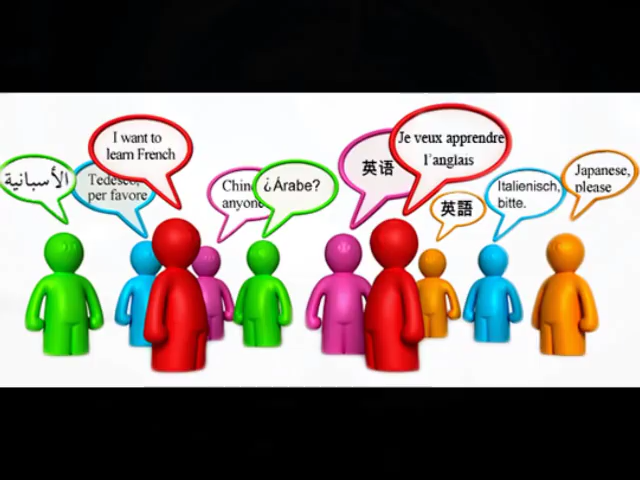 الأسبانية
Tedesco,
per favore
I want to
learn French
anyone
¿Árabe?
英语
Je veux apprendre
l'anglais
英語
Italienisch,
bitte.
Japanese,
please